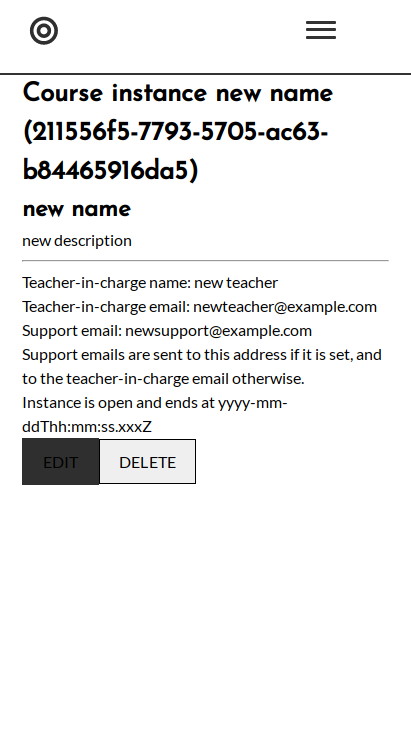 Course instance new name
(211556f5-7793-5705-ac63-
b84465916da5)
new name
new description
Teacher-in-charge name: new teacher
Teacher-in-charge email: newteacher@example.com
Support email: newsupport@example.com
Support emails are sent to this address if it is set, and
to the teacher-in-charge email otherwise.
Instance is open and ends at yyyy-mm-
ddThh:mm:ss.xxxZ
EDIT DELETE